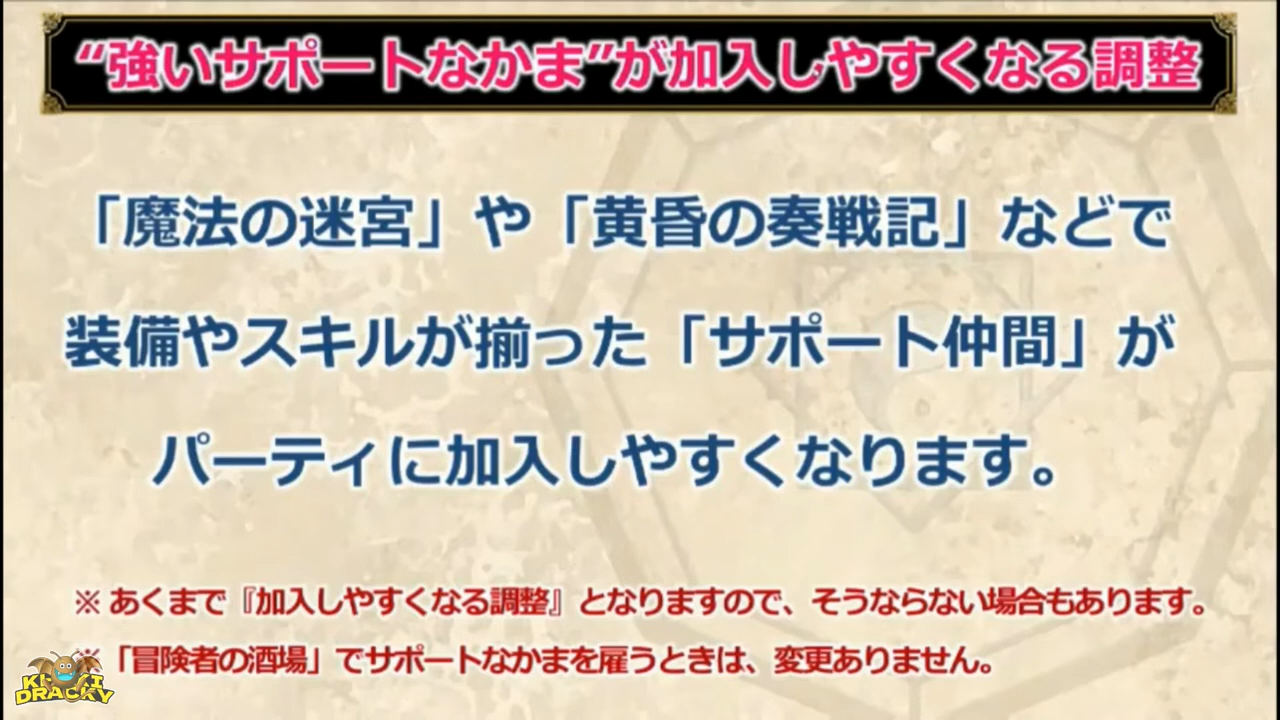 “強いサポートなかま”が加入しやすくなる調整
「魔法の迷宮」や「黄昏の奏戦記」などで
装備やスキルが揃った「サポート仲間」が
パーティに加入しやすくなります。
※ あくまで『加入しやすくなる調整』となりますので、そうならない場合もあります。
※ 「冒険者の酒場」でサポートなかまを雇うときは、変更ありません。
DRACKY